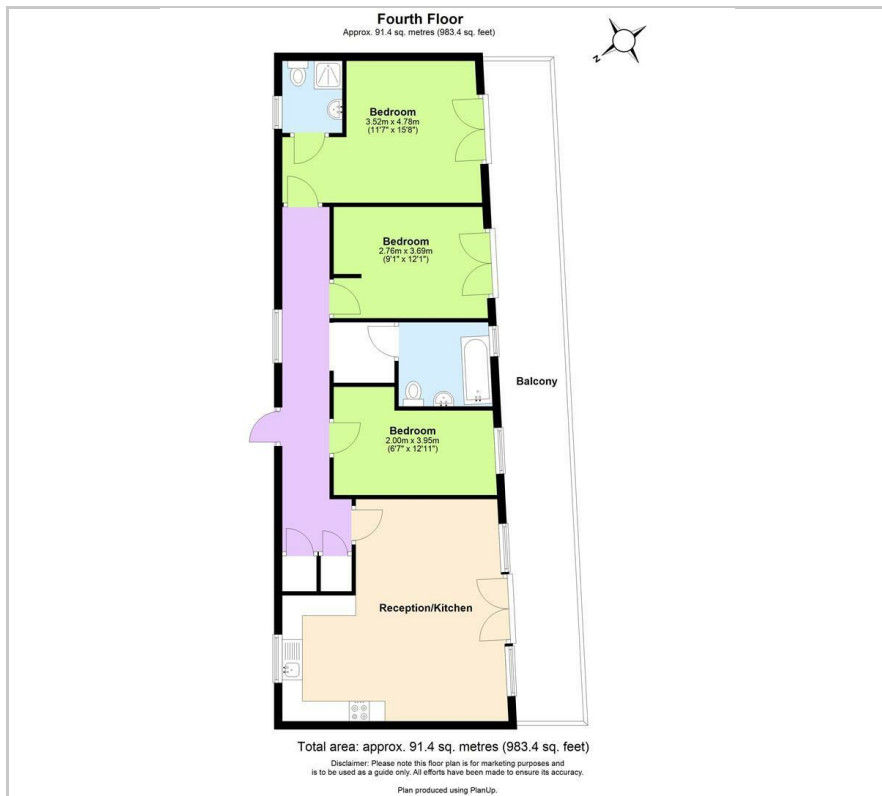 Fourth Floor
Approx. 91.4 sq. metres (983.4 sq. feet)
N
Bedroom
3.52m x 4.78m
(11'7" x 15'8")
Bedroom
2.76m x 3.69m
(9'1" x 12'1")
Balcony
Bedroom
2.00m x 3.95m
(6'7" x 12'11")
Reception/Kitchen
Total area: approx. 91.4 sq. metres (983.4 sq. feet)
Disclaimer: Please note this floor plan is for marketing purposes and
is to be used as a guide only. All efforts have been made to ensure its accuracy.
Plan produced using PlanUp.